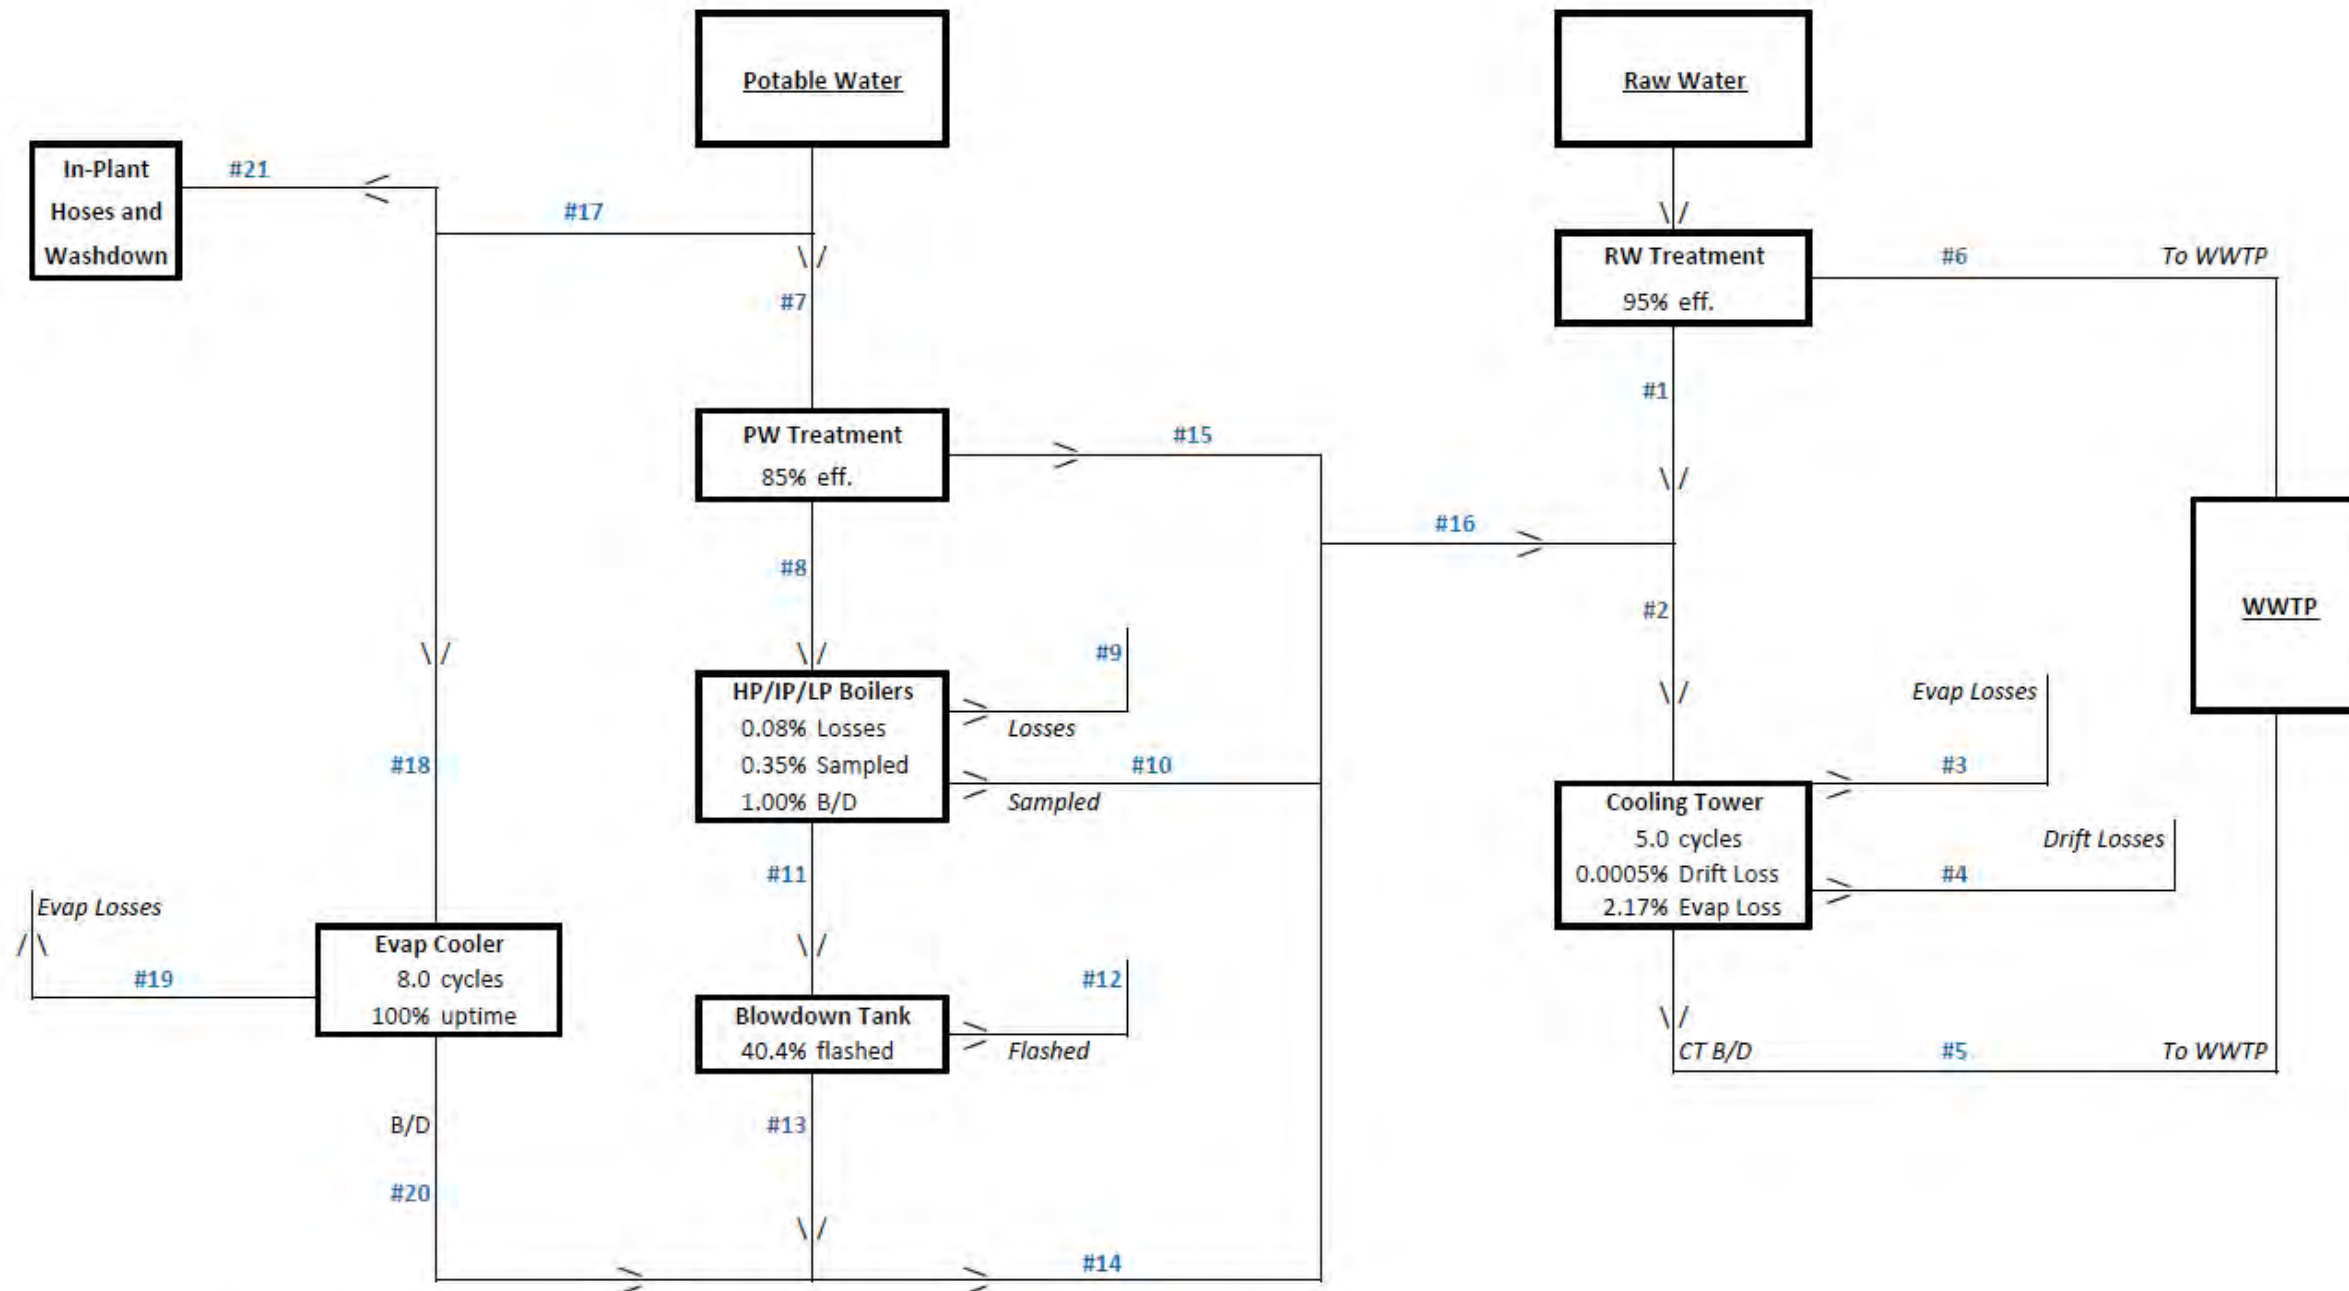 Potable Water
Raw Water
In-Plant
Hoses and
Washdown
#21
#17
#7
RW Treatment
95% eff.
#6
To WWTP
#1
PW Treatment
85% eff.
#15
#16
#8
#2
WWTP
#9
HP/IP/LP Boilers
0.08% Losses
0.35% Sampled
1.00% B/D
Losses
#10
Sampled
Evap Losses
#3
#18
Cooling Tower
5.0 cycles
0.0005% Drift Loss
2.17% Evap Loss
Drift Losses
#4
#11
Evap Losses
#19
Evap Cooler
8.0 cycles
100% uptime
#12
Blowdown Tank
40.4% flashed
Flashed
CT B/D
#5
To WWTP
B/D
#13
#20
#14